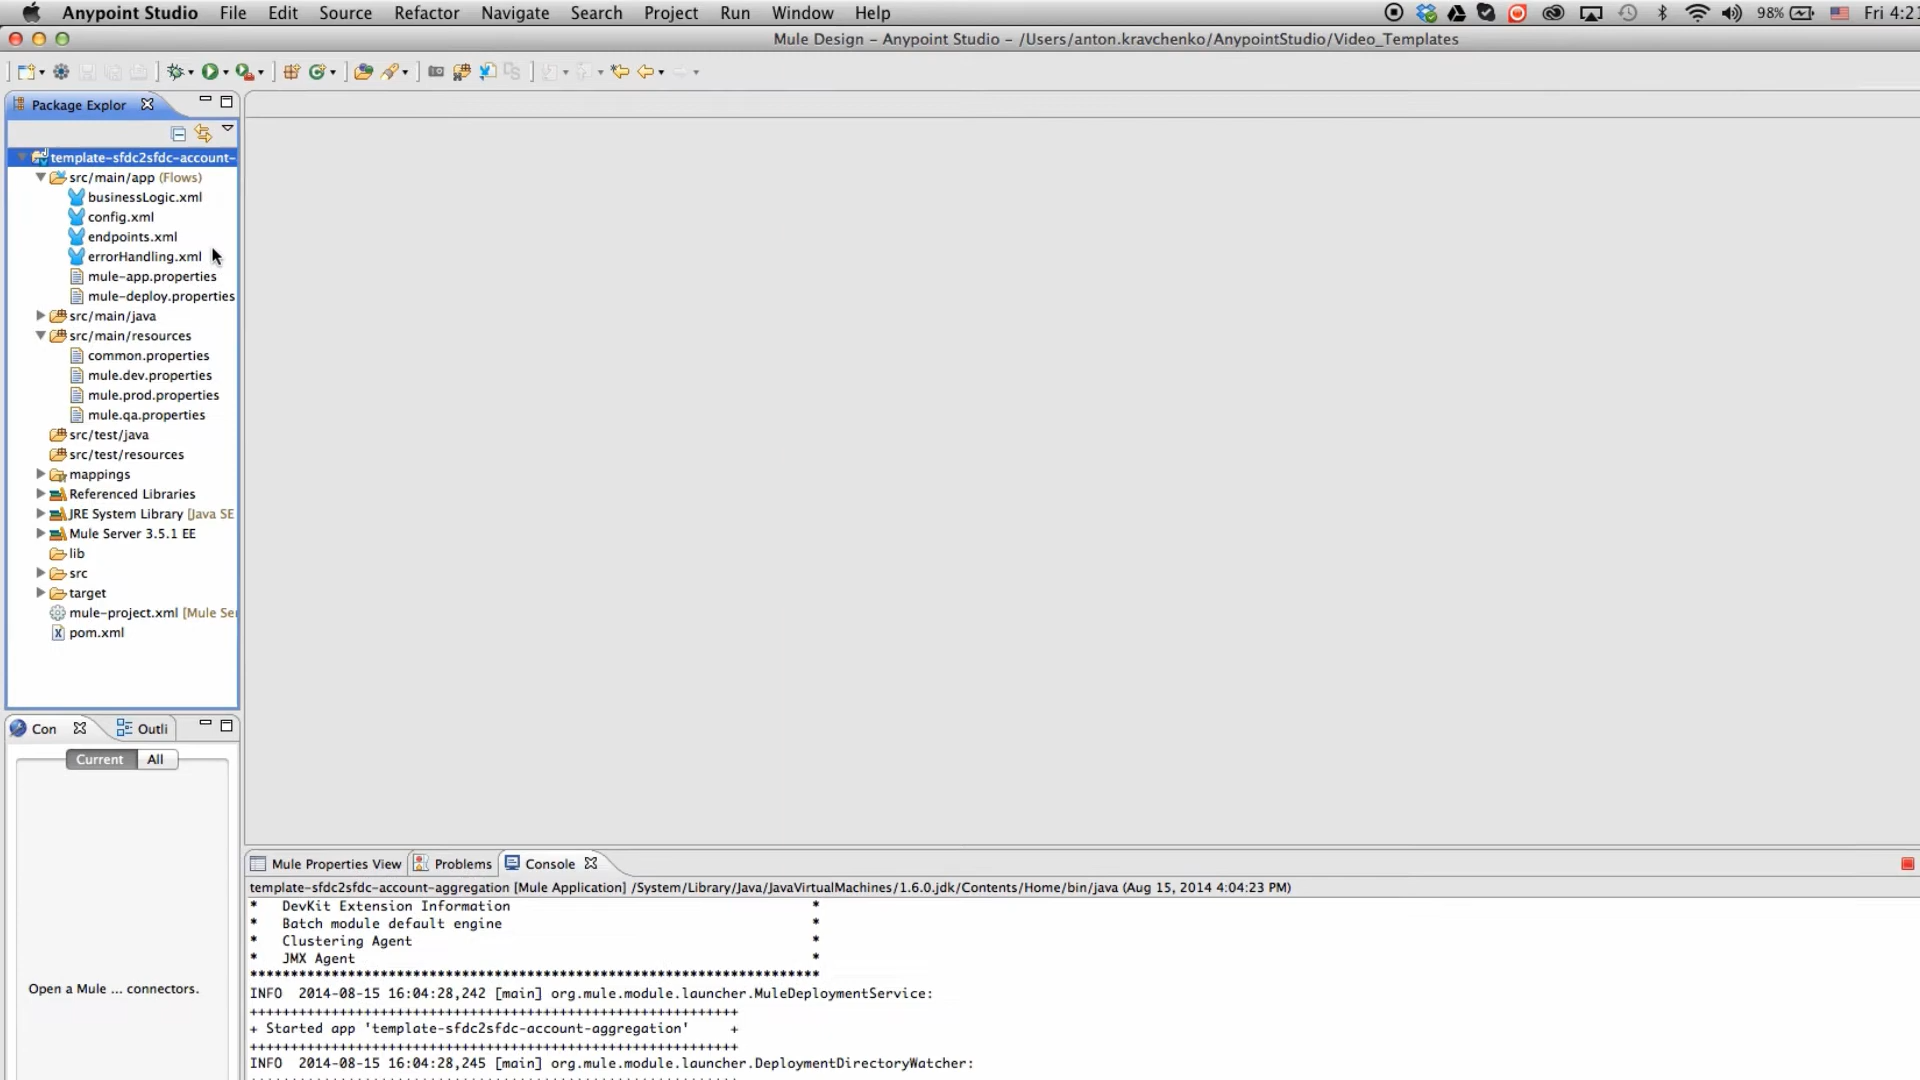 Anypoint Studio File Edit Source Refactor Navigate Search Project Run Window Help 98% Fri 4:21
Mule Design – Anypoint Studio – /Users/anton.kravchenko/AnypointStudio/Video_Templates
Package Explor
template-sfdc2sfdc-account-
src/main/app (Flows)
businessLogic.xml
config.xml
endpoints.xml
errorHandling.xml
mule-app.properties
mule-deploy.properties
src/main/java
src/main/resources
common.properties
mule.dev.properties
mule.prod.properties
mule.qa.properties
src/test/java
src/test/resources
mappings
Referenced Libraries
JRE System Library [Java SE
Mule Server 3.5.1 EE
lib
src
target
mule-project.xml [Mule Ser
pom.xml
Con Outli
Current All
Open a Mule ... connectors.
Mule Properties View Problems Console
template-sfdc2sfdc-account-aggregation [Mule Application] /System/Library/Java/JavaVirtualMachines/1.6.0.jdk/Contents/Home/bin/java (Aug 15, 2014 4:04:23 PM)
* DevKit Extension Information *
* Batch module default engine *
* Clustering Agent *
* JMX Agent *
**********************************************************************
INFO 2014-08-15 16:04:28,242 [main] org.mule.module.launcher.MuleDeploymentService:
++++++++++++++++++++++++++++++++++++++++++++++++++++++++++++
+ Started app 'template-sfdc2sfdc-account-aggregation' +
++++++++++++++++++++++++++++++++++++++++++++++++++++++++++++
INFO 2014-08-15 16:04:28,245 [main] org.mule.module.launcher.DeploymentDirectoryWatcher:
++++++++++++++++++++++++++++++++++++++++++++++++++++++++++++